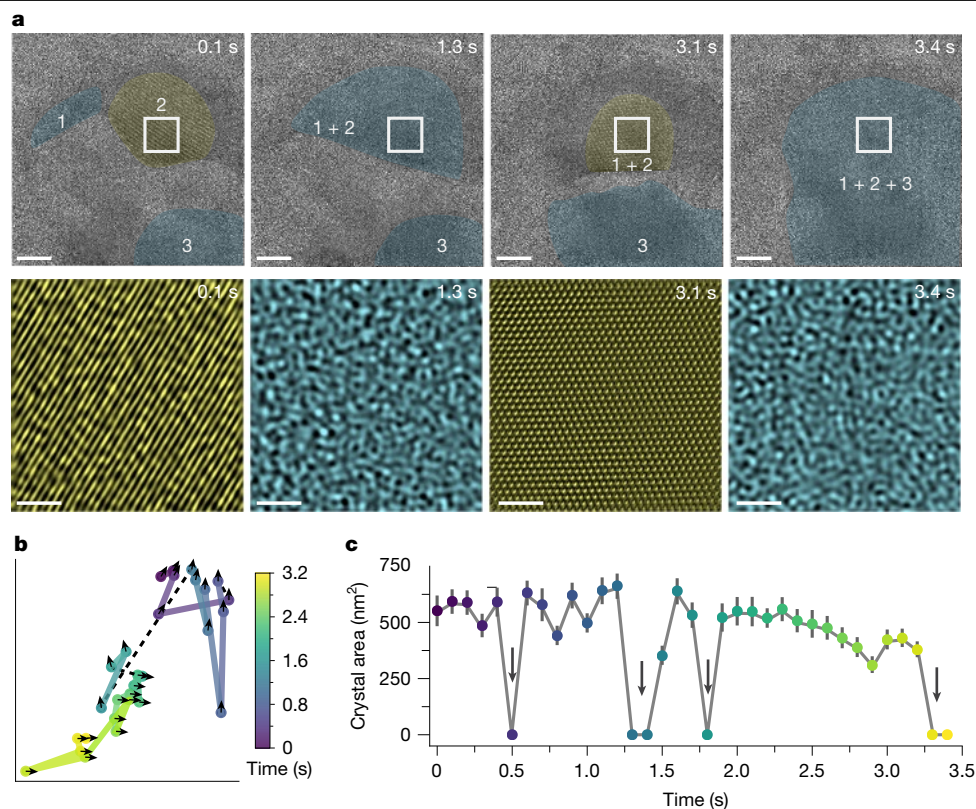 a
0.1 s
1.3 s
3.1 s
3.4 s
1
2
3
1 + 2
3
1 + 2
3
1 + 2 + 3
0.1 s
1.3 s
3.1 s
3.4 s
b
3.2
2.4
1.6
0.8
0
Time (s)
c
Crystal area (nm²)
750
500
250
0
0
0.5
1.0
1.5
2.0
2.5
3.0
3.5
Time (s)